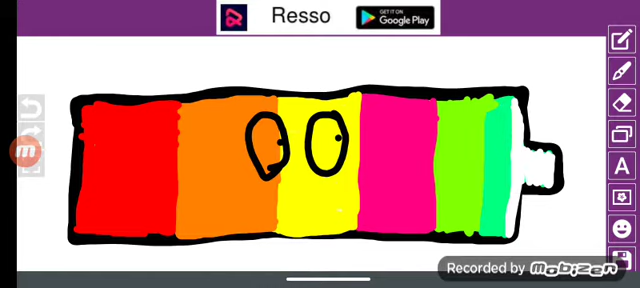 Resso
GET IT ON
Google Play
A
Recorded by mobizen